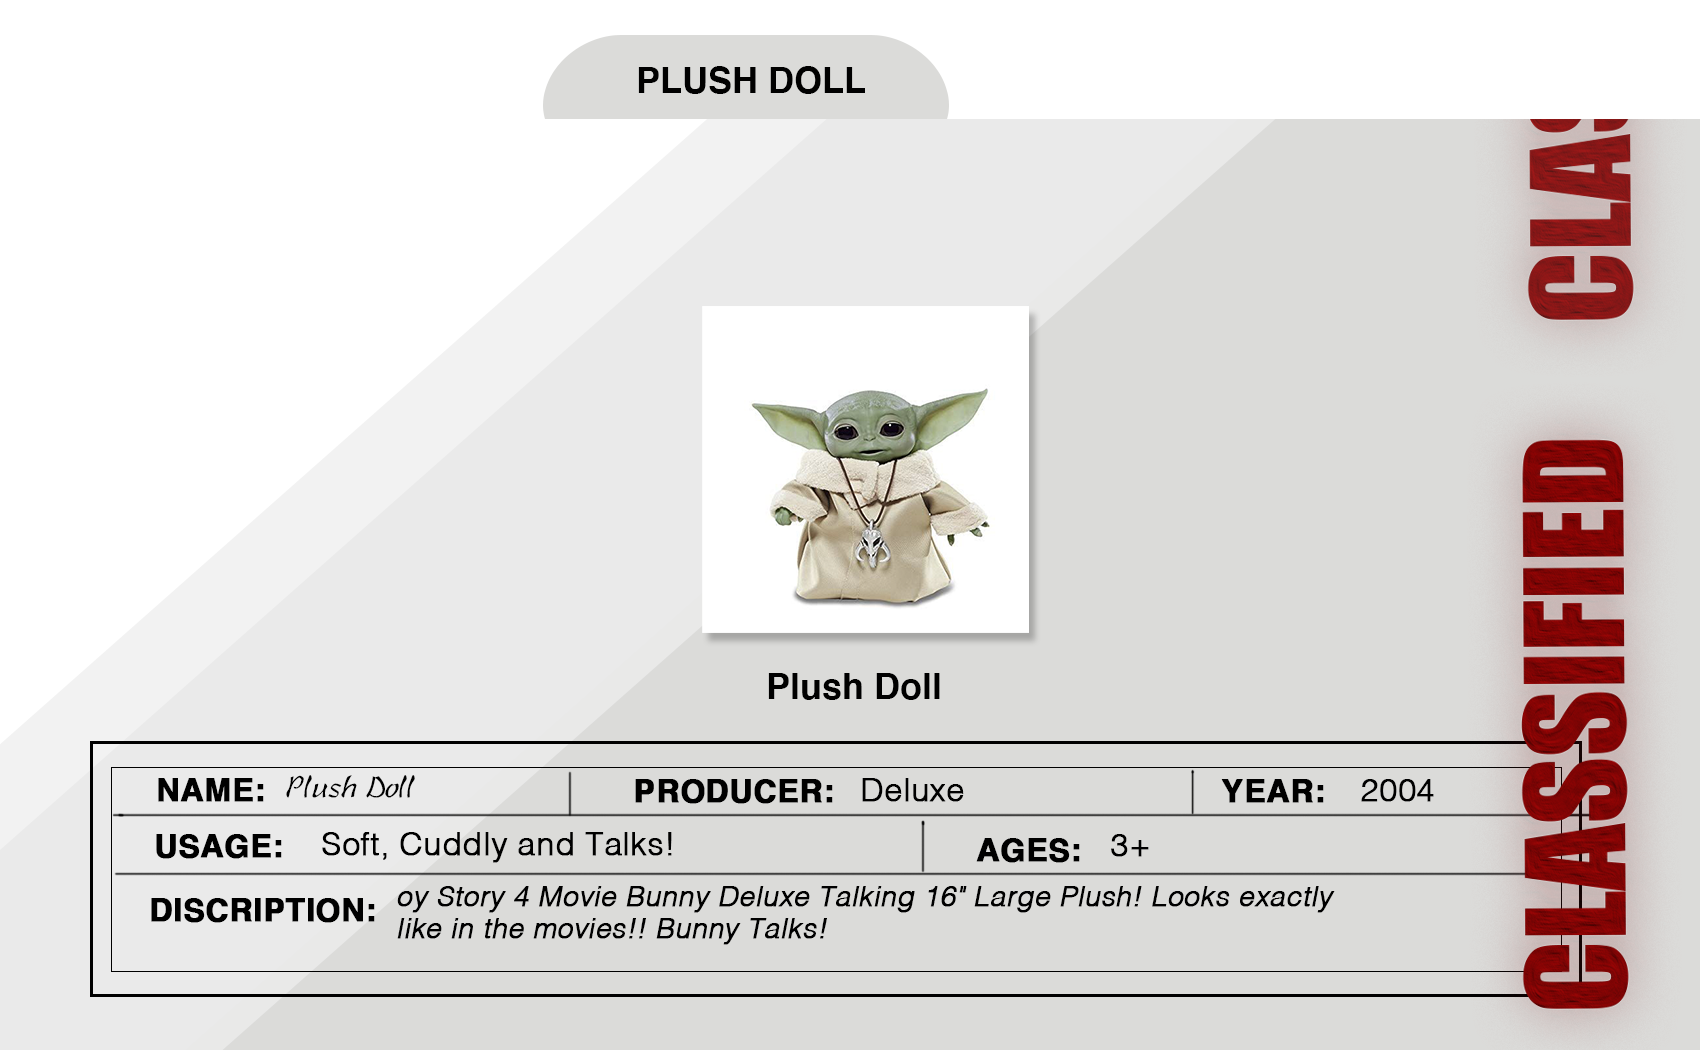 PLUSH DOLL
Plush Doll
NAME: Plush Doll
PRODUCER: Deluxe
YEAR: 2004
USAGE: Soft, Cuddly and Talks!
AGES: 3+
DISCRIPTION: oy Story 4 Movie Bunny Deluxe Talking 16" Large Plush! Looks exactly
like in the movies!! Bunny Talks!
CLASSIFIED
CLAS